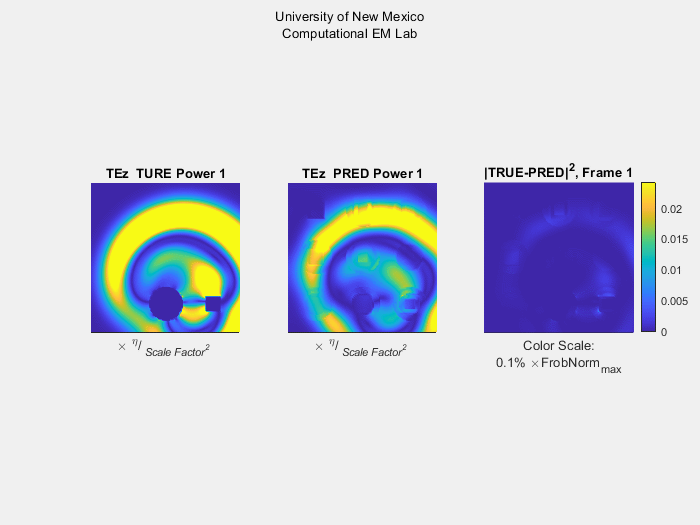 University of New Mexico
Computational EM Lab
TEz TURE Power 1
TEz PRED Power 1
|TRUE-PRED|², Frame 1
0.02
0.015
0.01
0.005
0
× η/ Scale Factor²
× η/ Scale Factor²
Color Scale:
0.1% ×FrobNorm_max